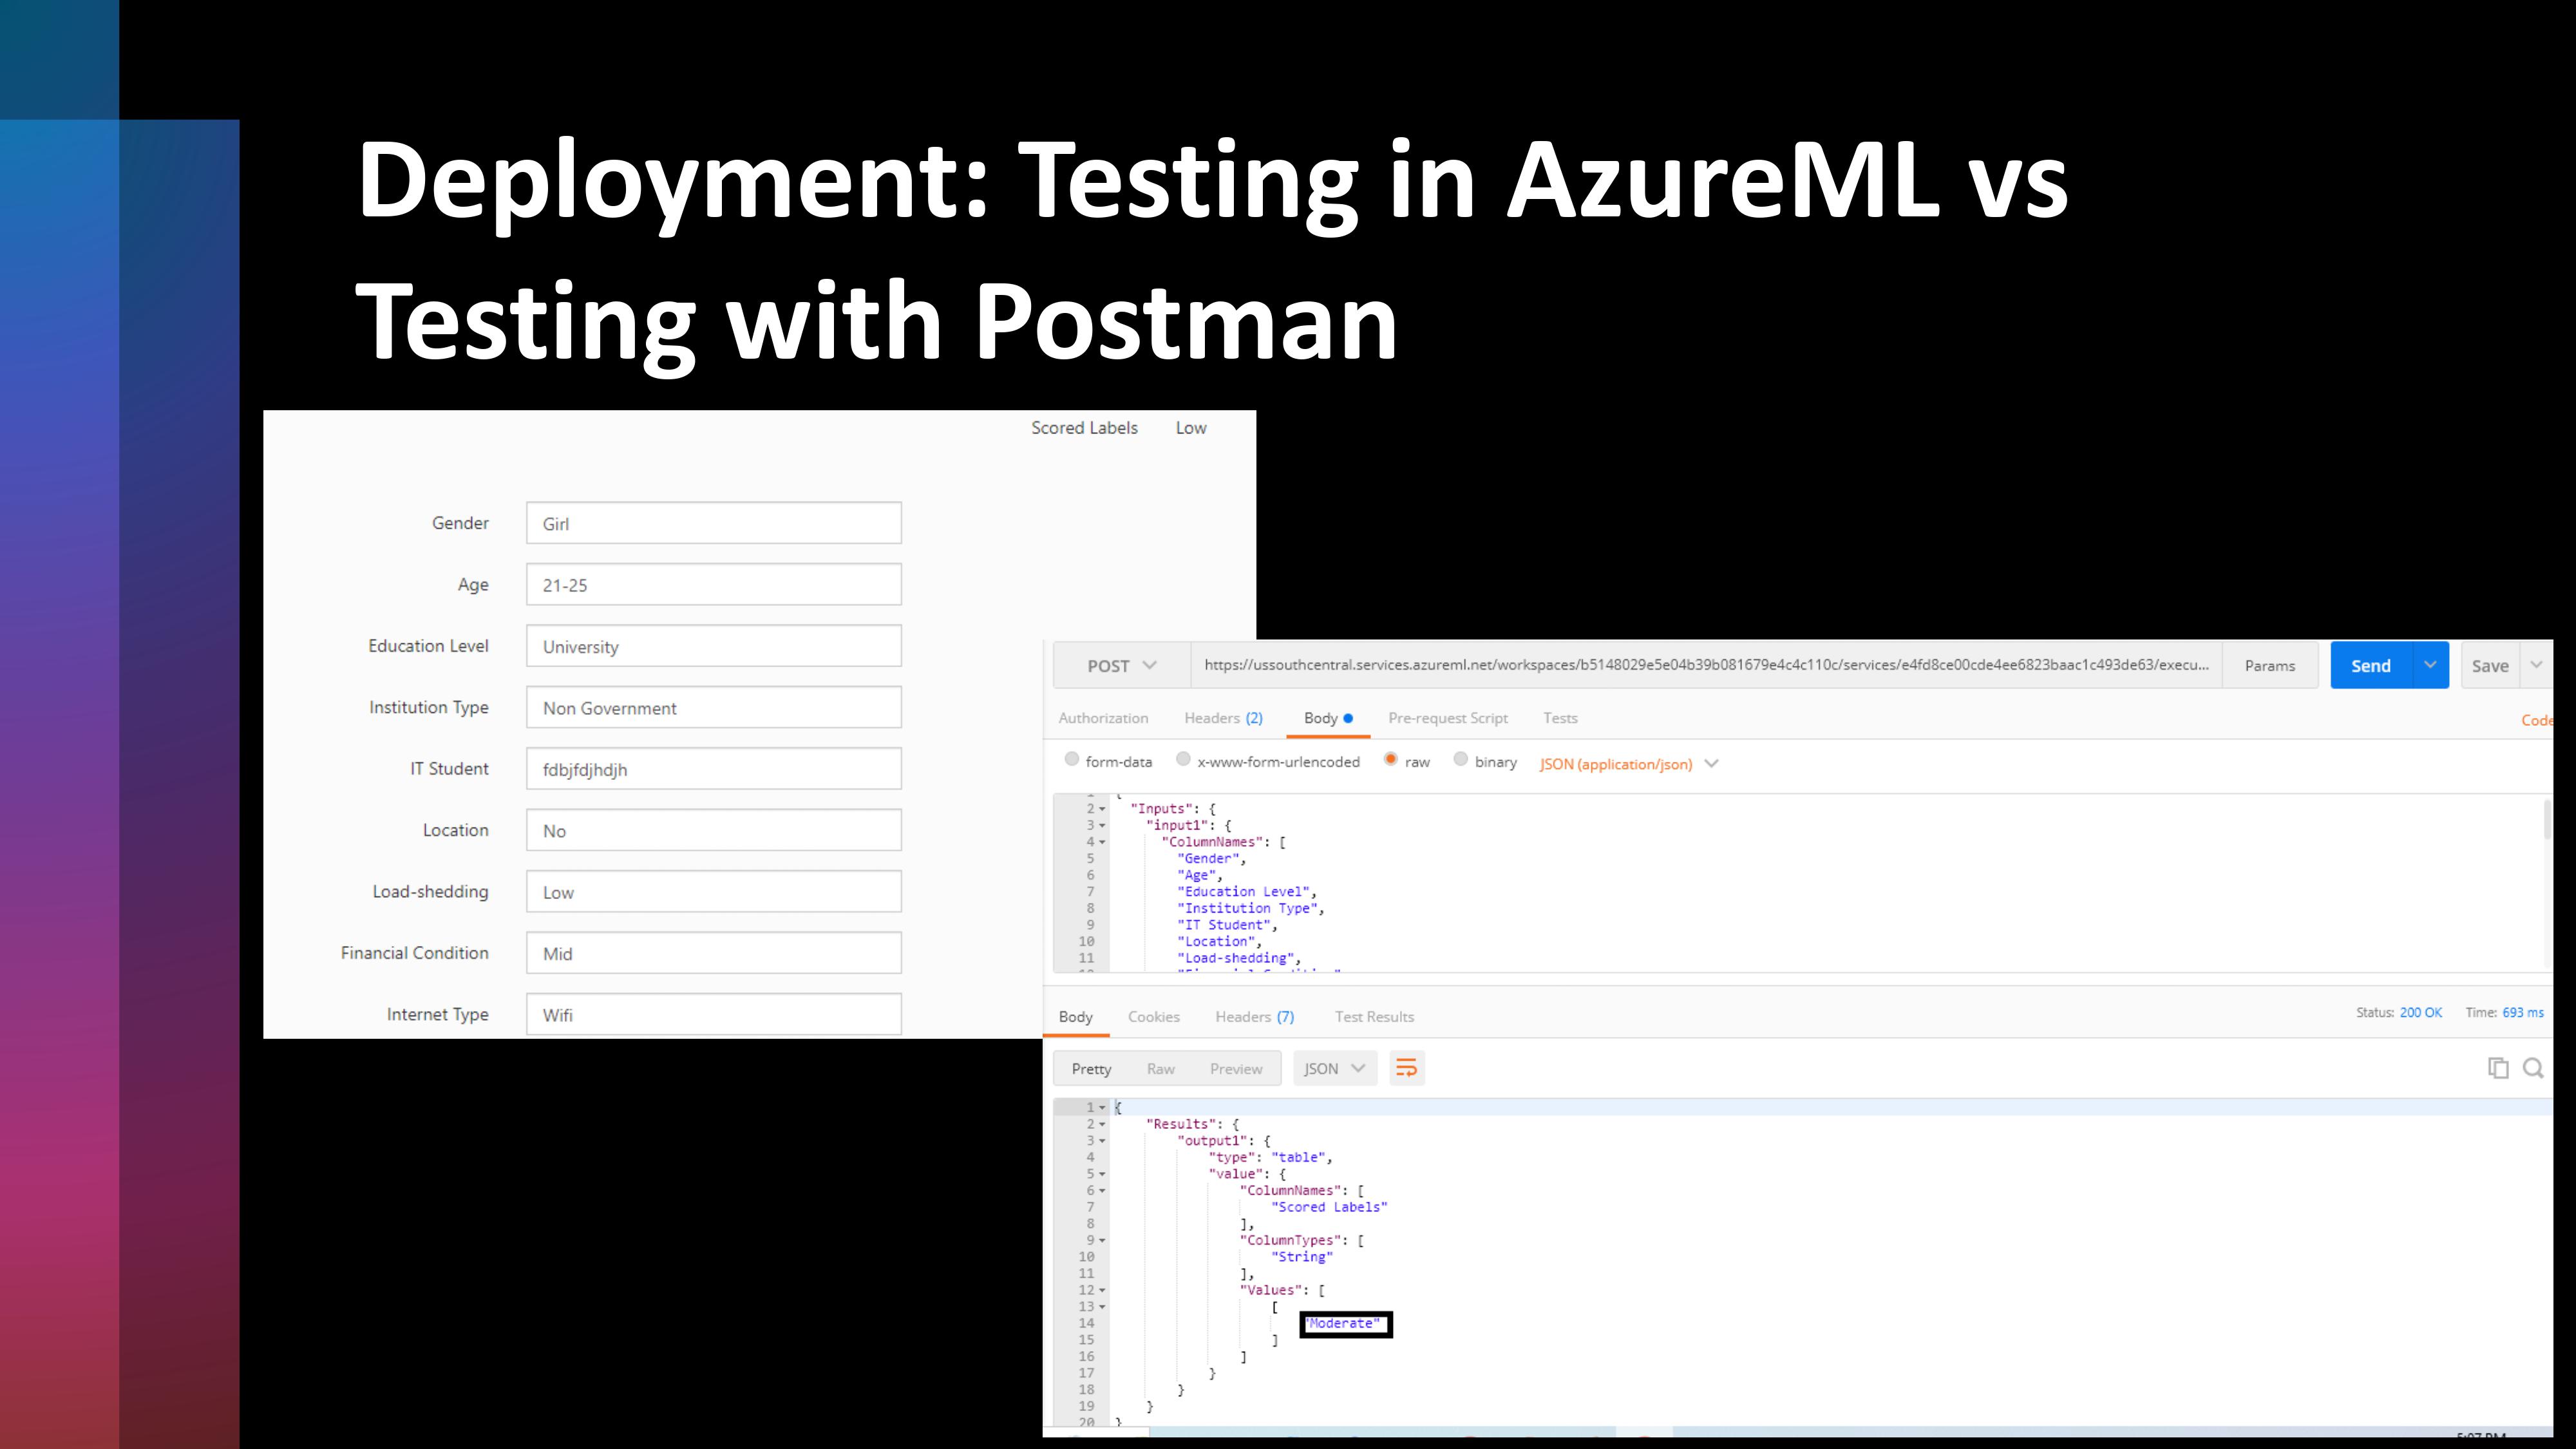 Deployment: Testing in AzureML vs
Testing with Postman
Scored Labels Low
Gender Girl
Age 21-25
Education Level University
Institution Type Non Government
IT Student fdbjfdjhdjh
Location No
Load-shedding Low
Financial Condition Mid
Internet Type Wifi
POST https://ussouthcentral.services.azureml.net/workspaces/b5148029e5e04b39b081679e4c4c110c/services/e4fd8ce00cde4ee6823baac1c493de63/execu... Params Send Save
Authorization Headers (2) Body Pre-request Script Tests Code
form-data x-www-form-urlencoded raw binary JSON (application/json)
2 "Inputs": {
3 "input1": {
4 "ColumnNames": [
5 "Gender",
6 "Age",
7 "Education Level",
8 "Institution Type",
9 "IT Student",
10 "Location",
11 "Load-shedding",
Body Cookies Headers (7) Test Results Status: 200 OK Time: 693 ms
Pretty Raw Preview JSON
1 {
2 "Results": {
3 "output1": {
4 "type": "table",
5 "value": {
6 "ColumnNames": [
7 "Scored Labels"
8 ],
9 "ColumnTypes": [
10 "String"
11 ],
12 "Values": [
13 [
14 "Moderate"
15 ]
16 ]
17 }
18 }
19 }
20 }